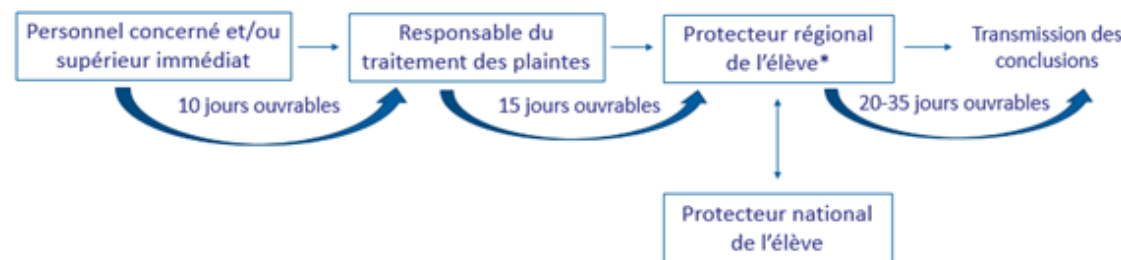 Personnel concerné et/ou
supérieur immédiat
Responsable du
traitement des plaintes
Protecteur régional
de l'élève*
Transmission des
conclusions
10 jours ouvrables
15 jours ouvrables
20-35 jours ouvrables
Protecteur national
de l'élève